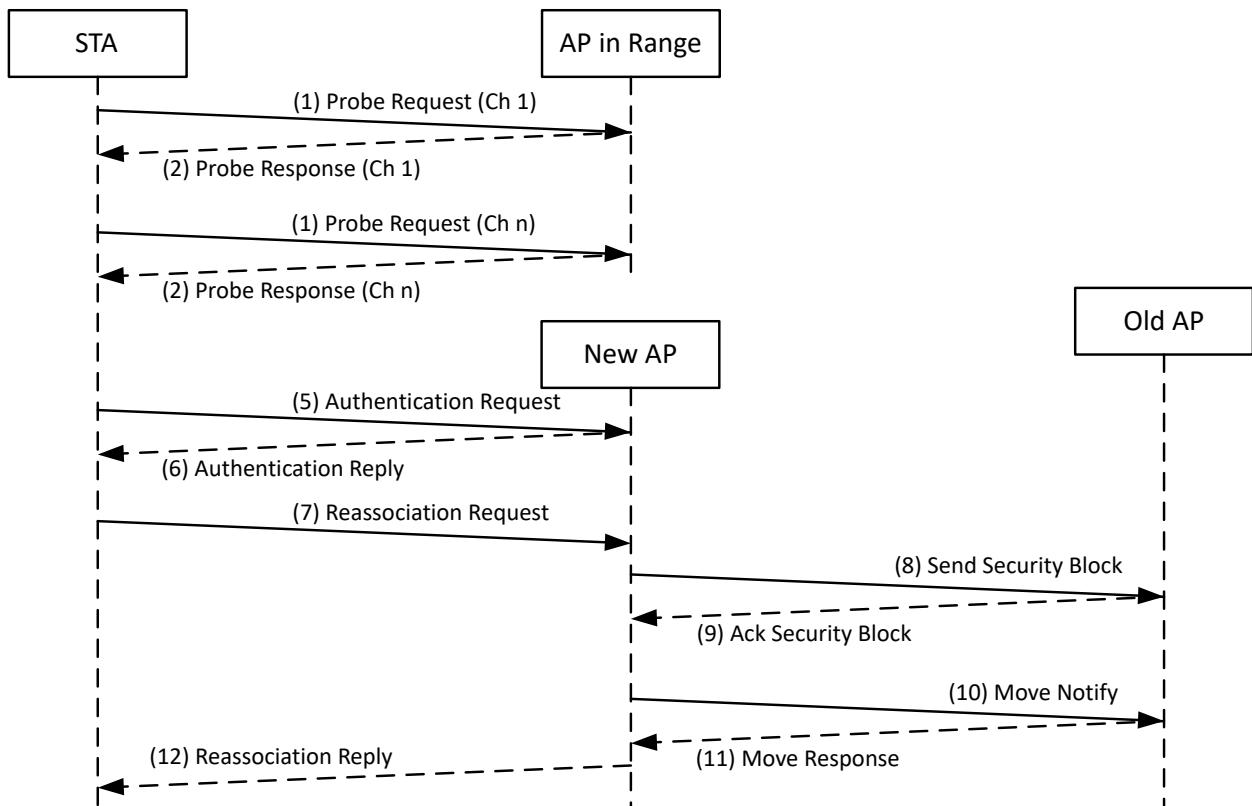 STA
AP in Range
(1) Probe Request (Ch 1)
(2) Probe Response (Ch 1)
(1) Probe Request (Ch n)
(2) Probe Response (Ch n)
Old AP
New AP
(5) Authentication Request
(6) Authentication Reply
(7) Reassociation Request
(8) Send Security Block
(9) Ack Security Block
(10) Move Notify
(12) Reassociation Reply
(11) Move Response